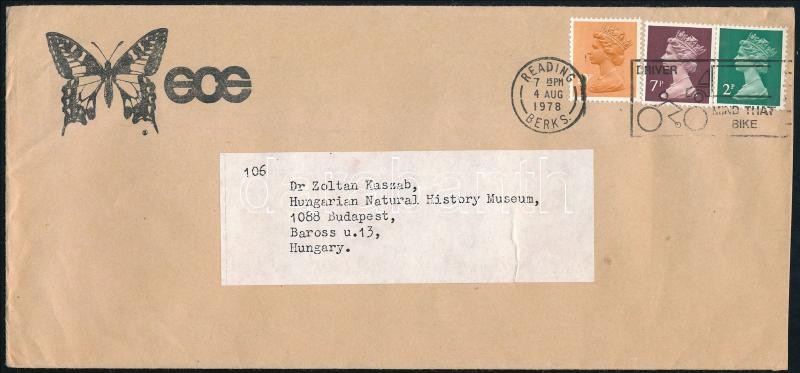 ece
READING
7 15PM
4 AUG
1978
BERKS.
7P
2P
DRIVER
MIND THAT
BIKE
106
Dr Zoltan Kaszab,
Hungarian Natural History Museum,
1088 Budapest,
Baross u.13,
Hungary.
darabanth